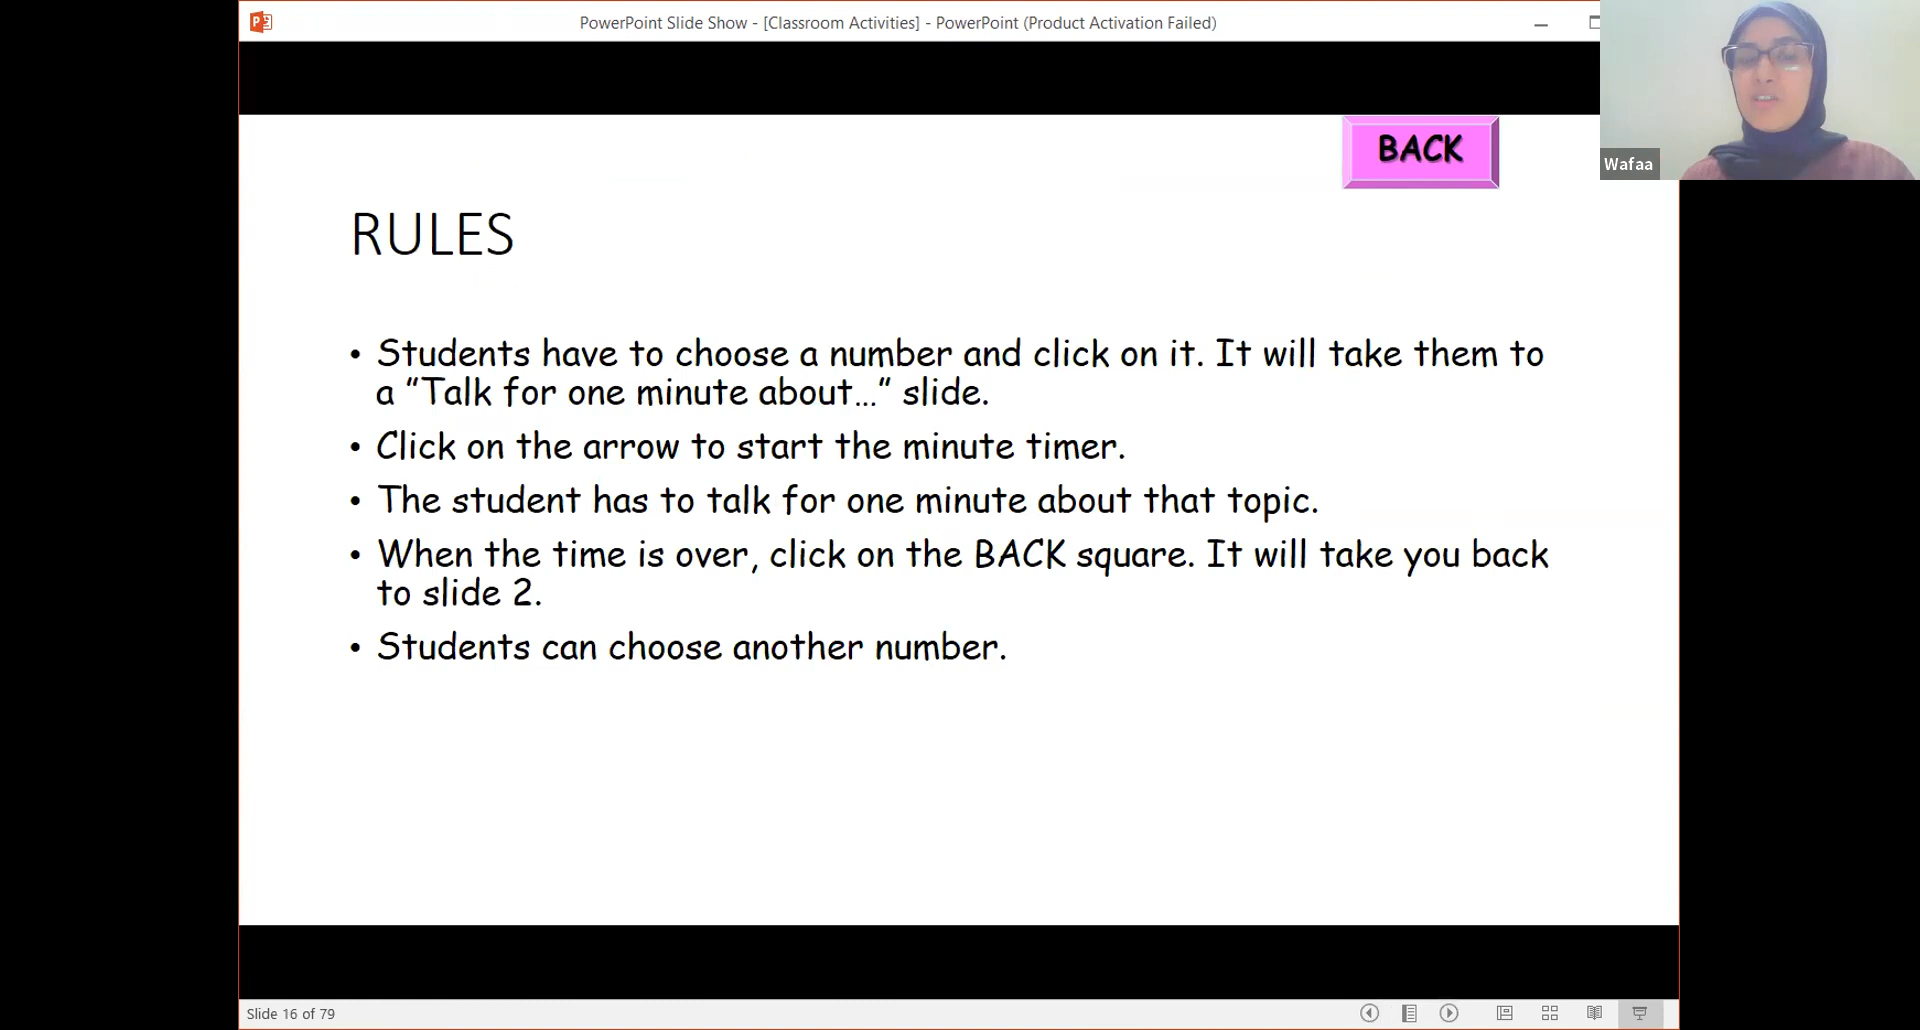 PowerPoint Slide Show - [Classroom Activities] - PowerPoint (Product Activation Failed)
BACK
Wafaa
RULES
• Students have to choose a number and click on it. It will take them to
a "Talk for one minute about…" slide.
• Click on the arrow to start the minute timer.
• The student has to talk for one minute about that topic.
• When the time is over, click on the BACK square. It will take you back
to slide 2.
• Students can choose another number.
Slide 16 of 79